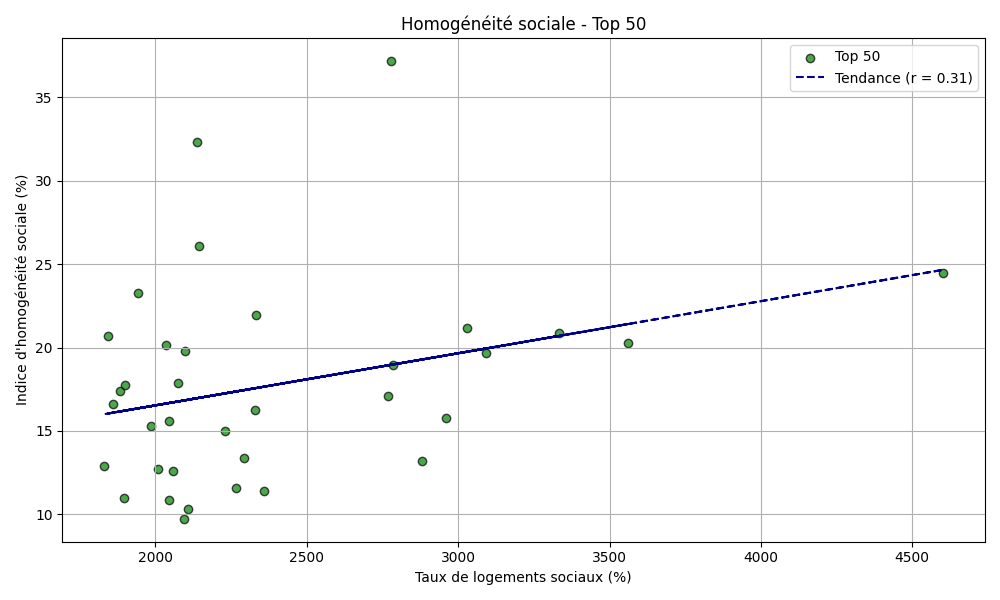 Homogénéité sociale - Top 50
Top 50
Tendance (r = 0.31)
Indice d'homogénéité sociale (%)
35
30
25
20
15
10
2000
2500
3000
3500
4000
4500
Taux de logements sociaux (%)